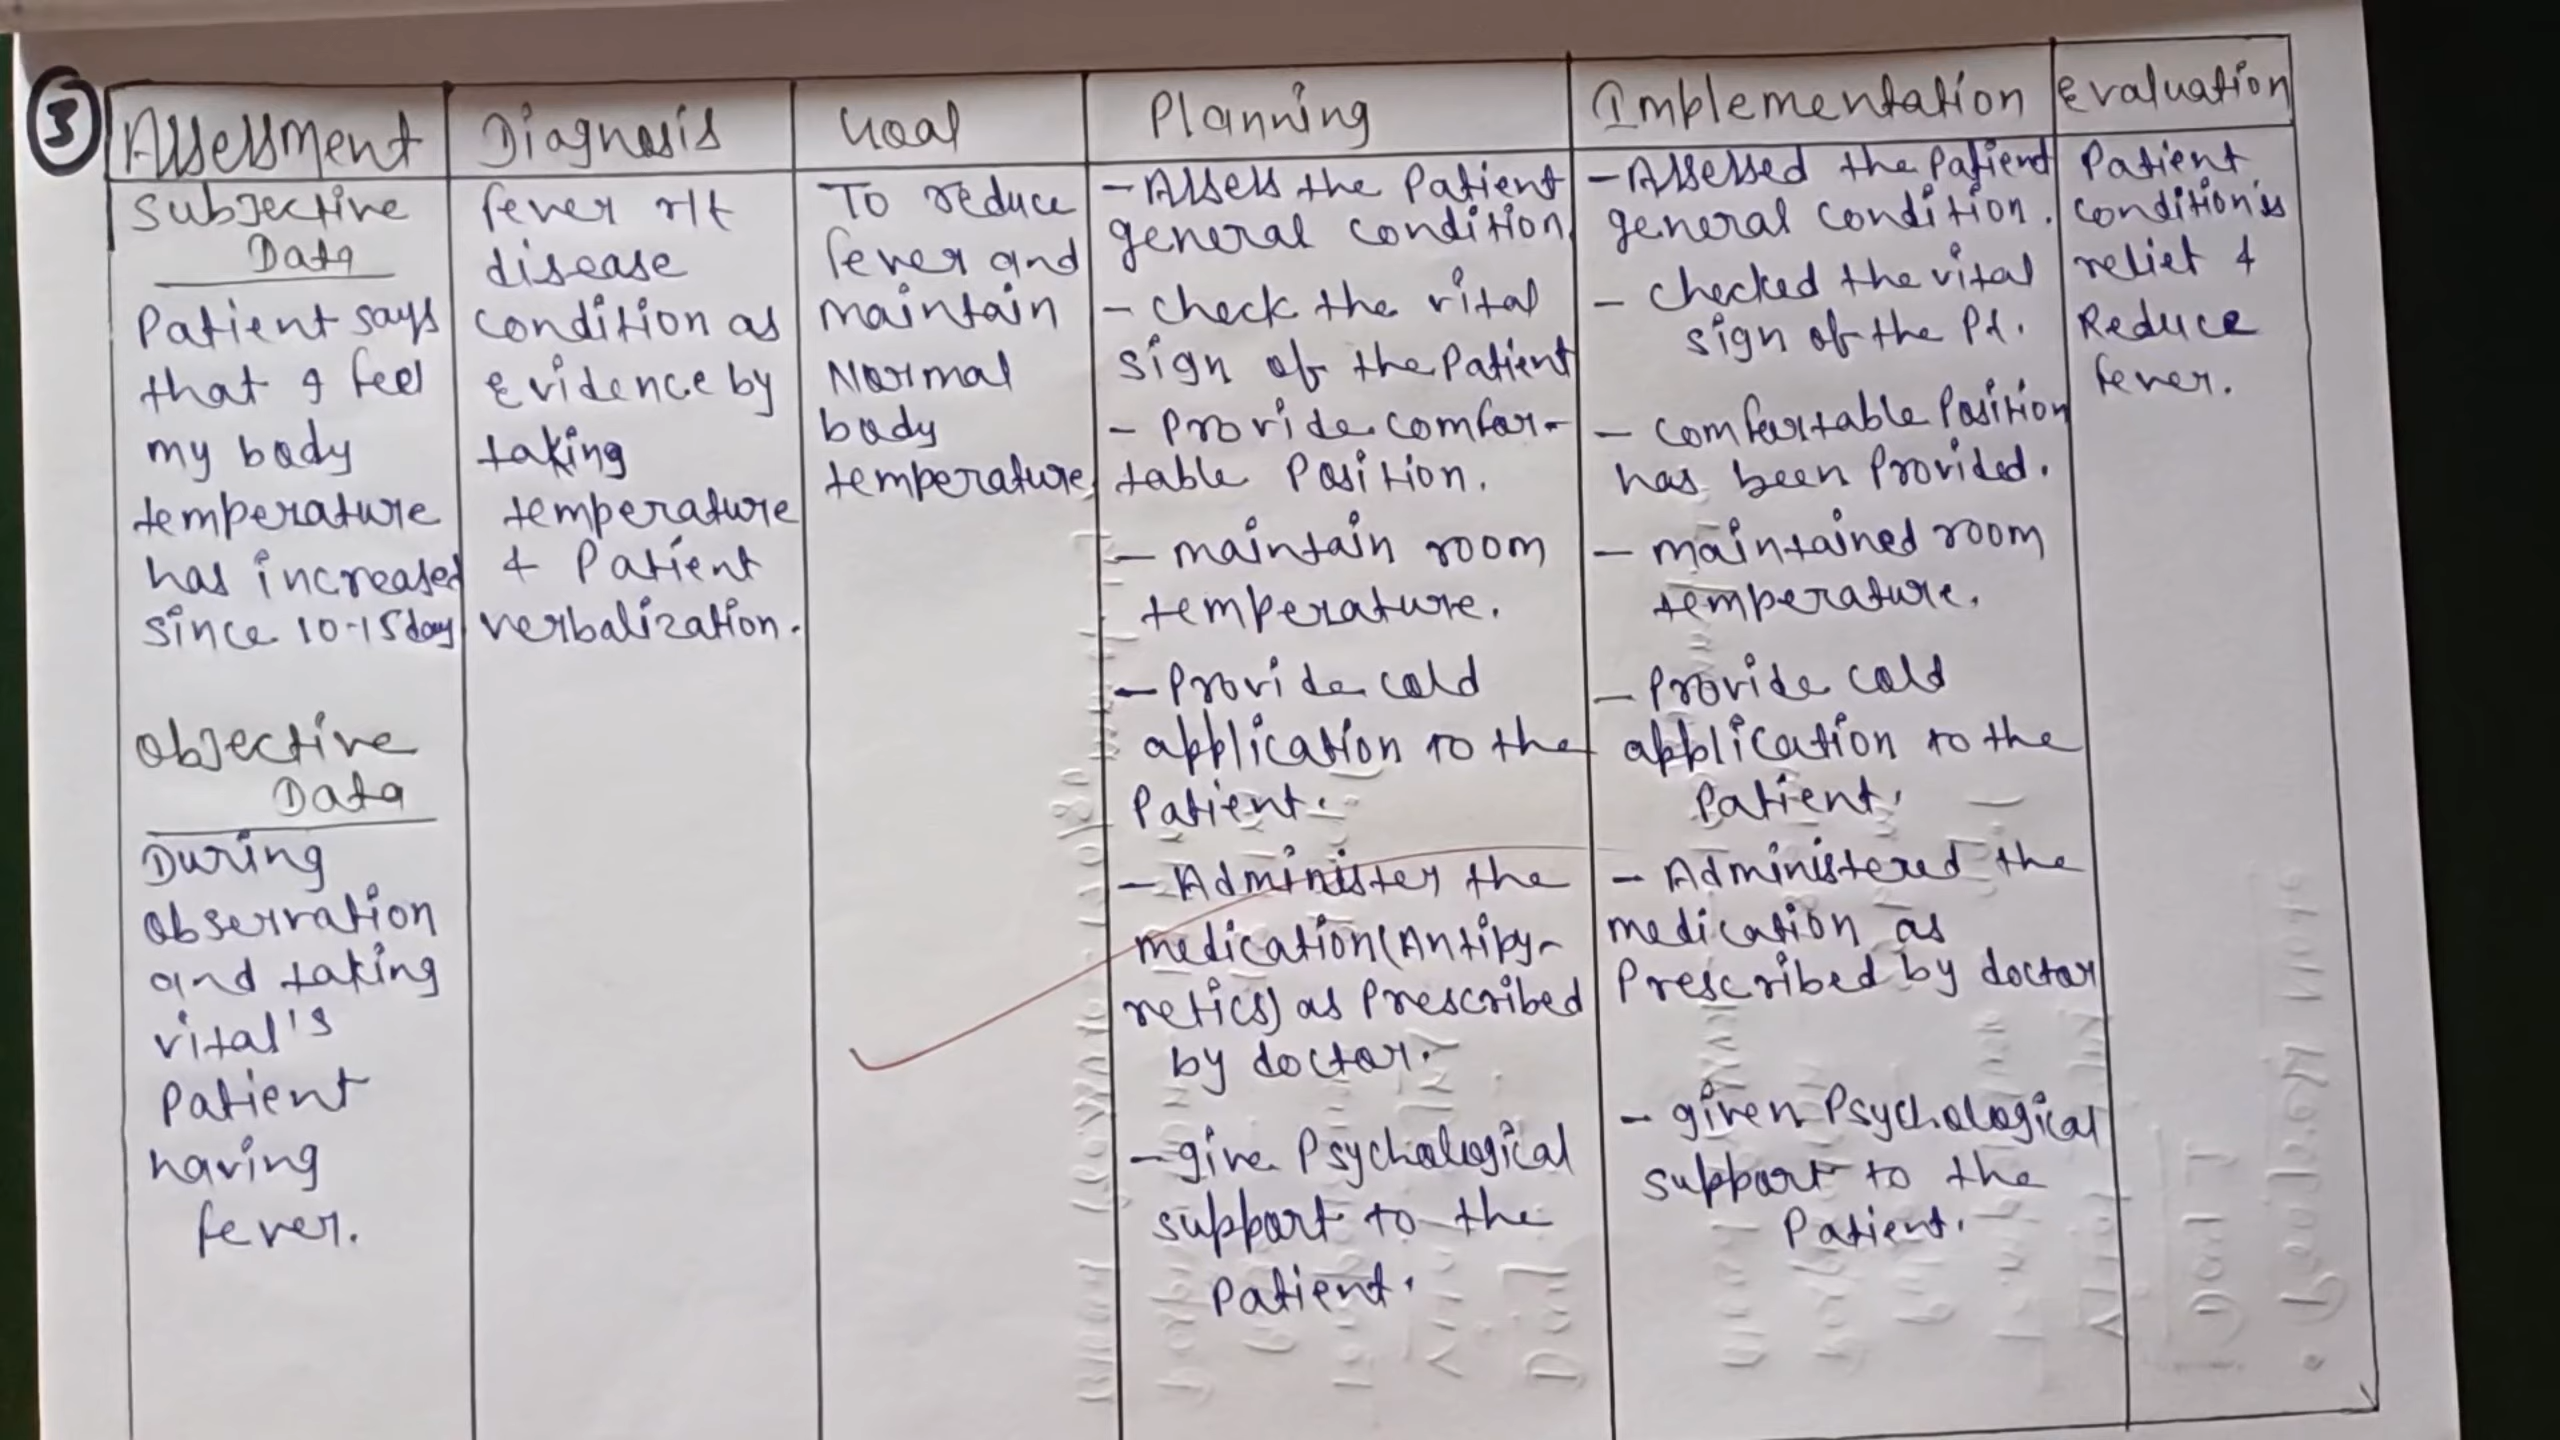 3
Assessment
Subjective
Data
Patient says
that I feel
my body
temperature
has increased
since 10-15 day
Objective
Data
During
observation
and taking
vital's
Patient
having
fever.
Diagnosis
fever r/t
disease
condition as
evidence by
taking
temperature
& Patient
verbalization.
Goal
To reduce
fever and
maintain
Normal
body
temperature
Planning
- Assess the Patient
general condition.
- check the vital
sign of the Patient
- Provide comfor-
table Position.
- maintain room
temperature.
- Provide cold
application to the
Patient.
- Administer the
medication (Antipy-
retics) as Prescribed
by doctor.
- give Psychological
support to the
Patient.
Implementation
- Assessed the Patient
general condition.
- checked the vital
sign of the Pt.
- comfortable Position
has been Provided.
- maintained room
temperature.
- Provide cold
application to the
Patient.
- Administered the
medication as
Prescribed by doctor
- given Psychological
support to the
Patient.
Evaluation
Patient
condition is
relief &
Reduce
fever.